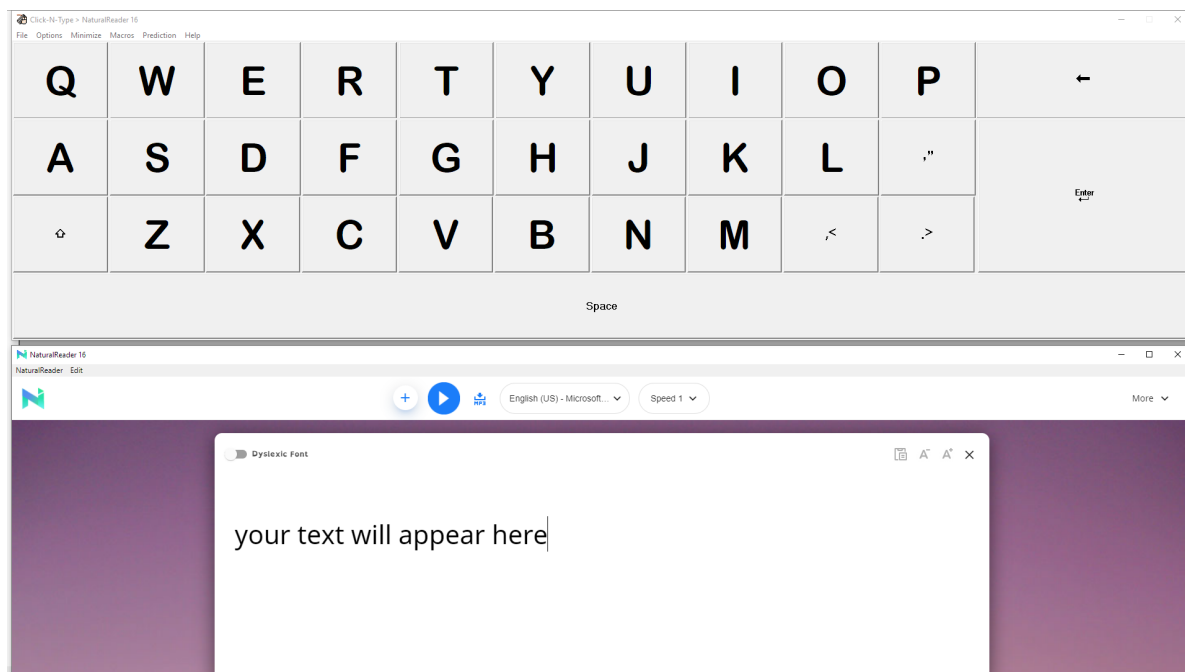 Click-N-Type > NaturalReader 16
File Options Minimize Macros Prediction Help
Q W E R T Y U I O P ←
A S D F G H J K L ,"
Enter
Z X C V B N M ,< .>
Space
NaturalReader 16
NaturalReader Edit
+ MP3 English (US) - Microsoft... Speed 1 More
Dyslexic Font A- A+
your text will appear here